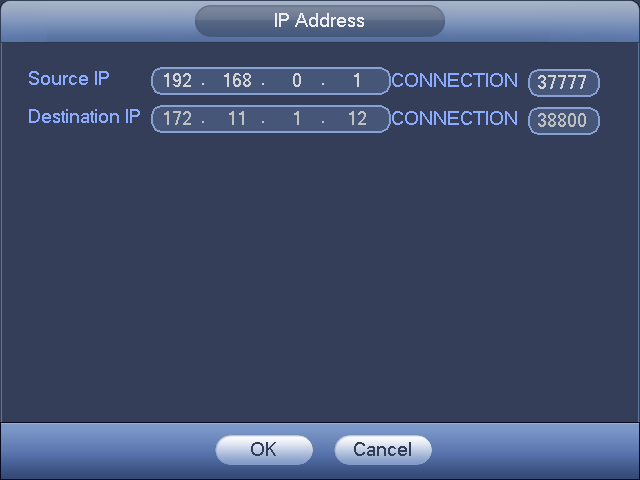 IP Address
Source IP 192 . 168 . 0 . 1 CONNECTION 37777
Destination IP 172 . 11 . 1 . 12 CONNECTION 38800
OK Cancel